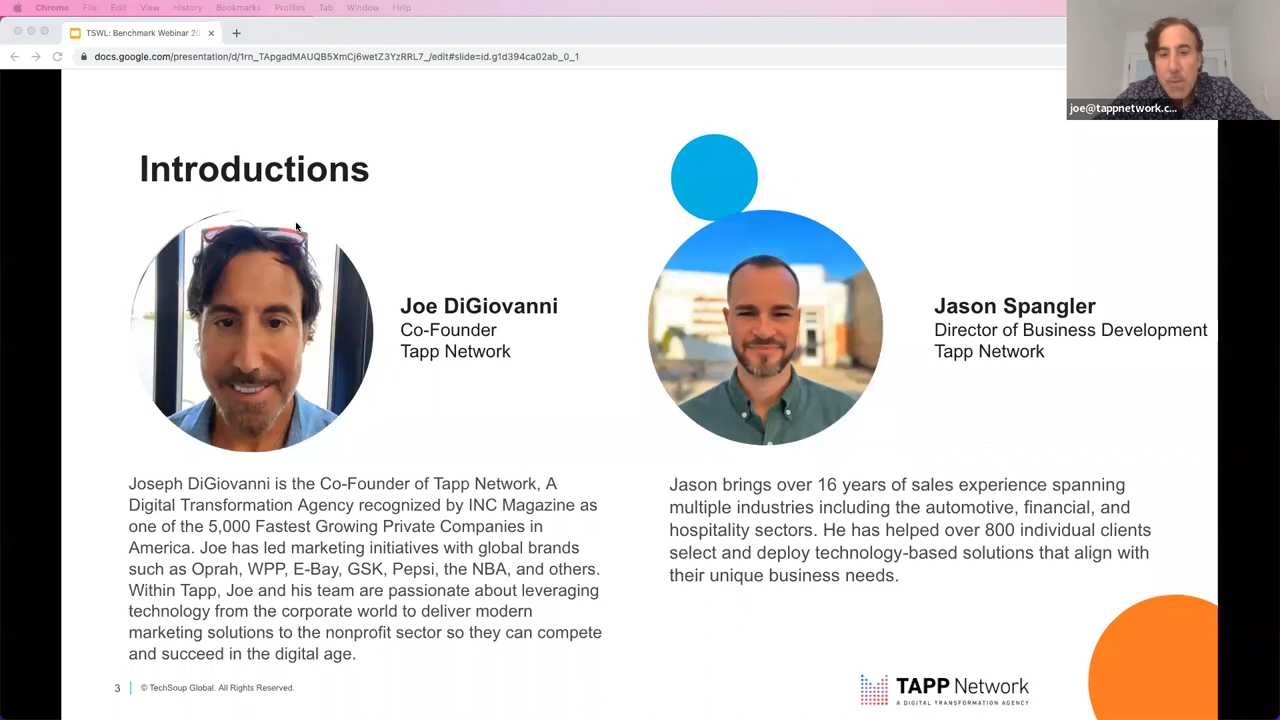 Chrome File Edit View History Bookmarks Profiles Tab Window Help
TSWL: Benchmark Webinar 20
docs.google.com/presentation/d/1rn_TApgadMAUQB5XmCj6wetZ3YzRRL7_/edit#slide=id.g1d394ca02ab_0_1
joe@tappnetwork.c...
Introductions
Joe DiGiovanni
Co-Founder
Tapp Network
Jason Spangler
Director of Business Development
Tapp Network
Joseph DiGiovanni is the Co-Founder of Tapp Network, A
Digital Transformation Agency recognized by INC Magazine as
one of the 5,000 Fastest Growing Private Companies in
America. Joe has led marketing initiatives with global brands
such as Oprah, WPP, E-Bay, GSK, Pepsi, the NBA, and others.
Within Tapp, Joe and his team are passionate about leveraging
technology from the corporate world to deliver modern
marketing solutions to the nonprofit sector so they can compete
and succeed in the digital age.
Jason brings over 16 years of sales experience spanning
multiple industries including the automotive, financial, and
hospitality sectors. He has helped over 800 individual clients
select and deploy technology-based solutions that align with
their unique business needs.
3 © TechSoup Global. All Rights Reserved.
TAPP Network
A DIGITAL TRANSFORMATION AGENCY